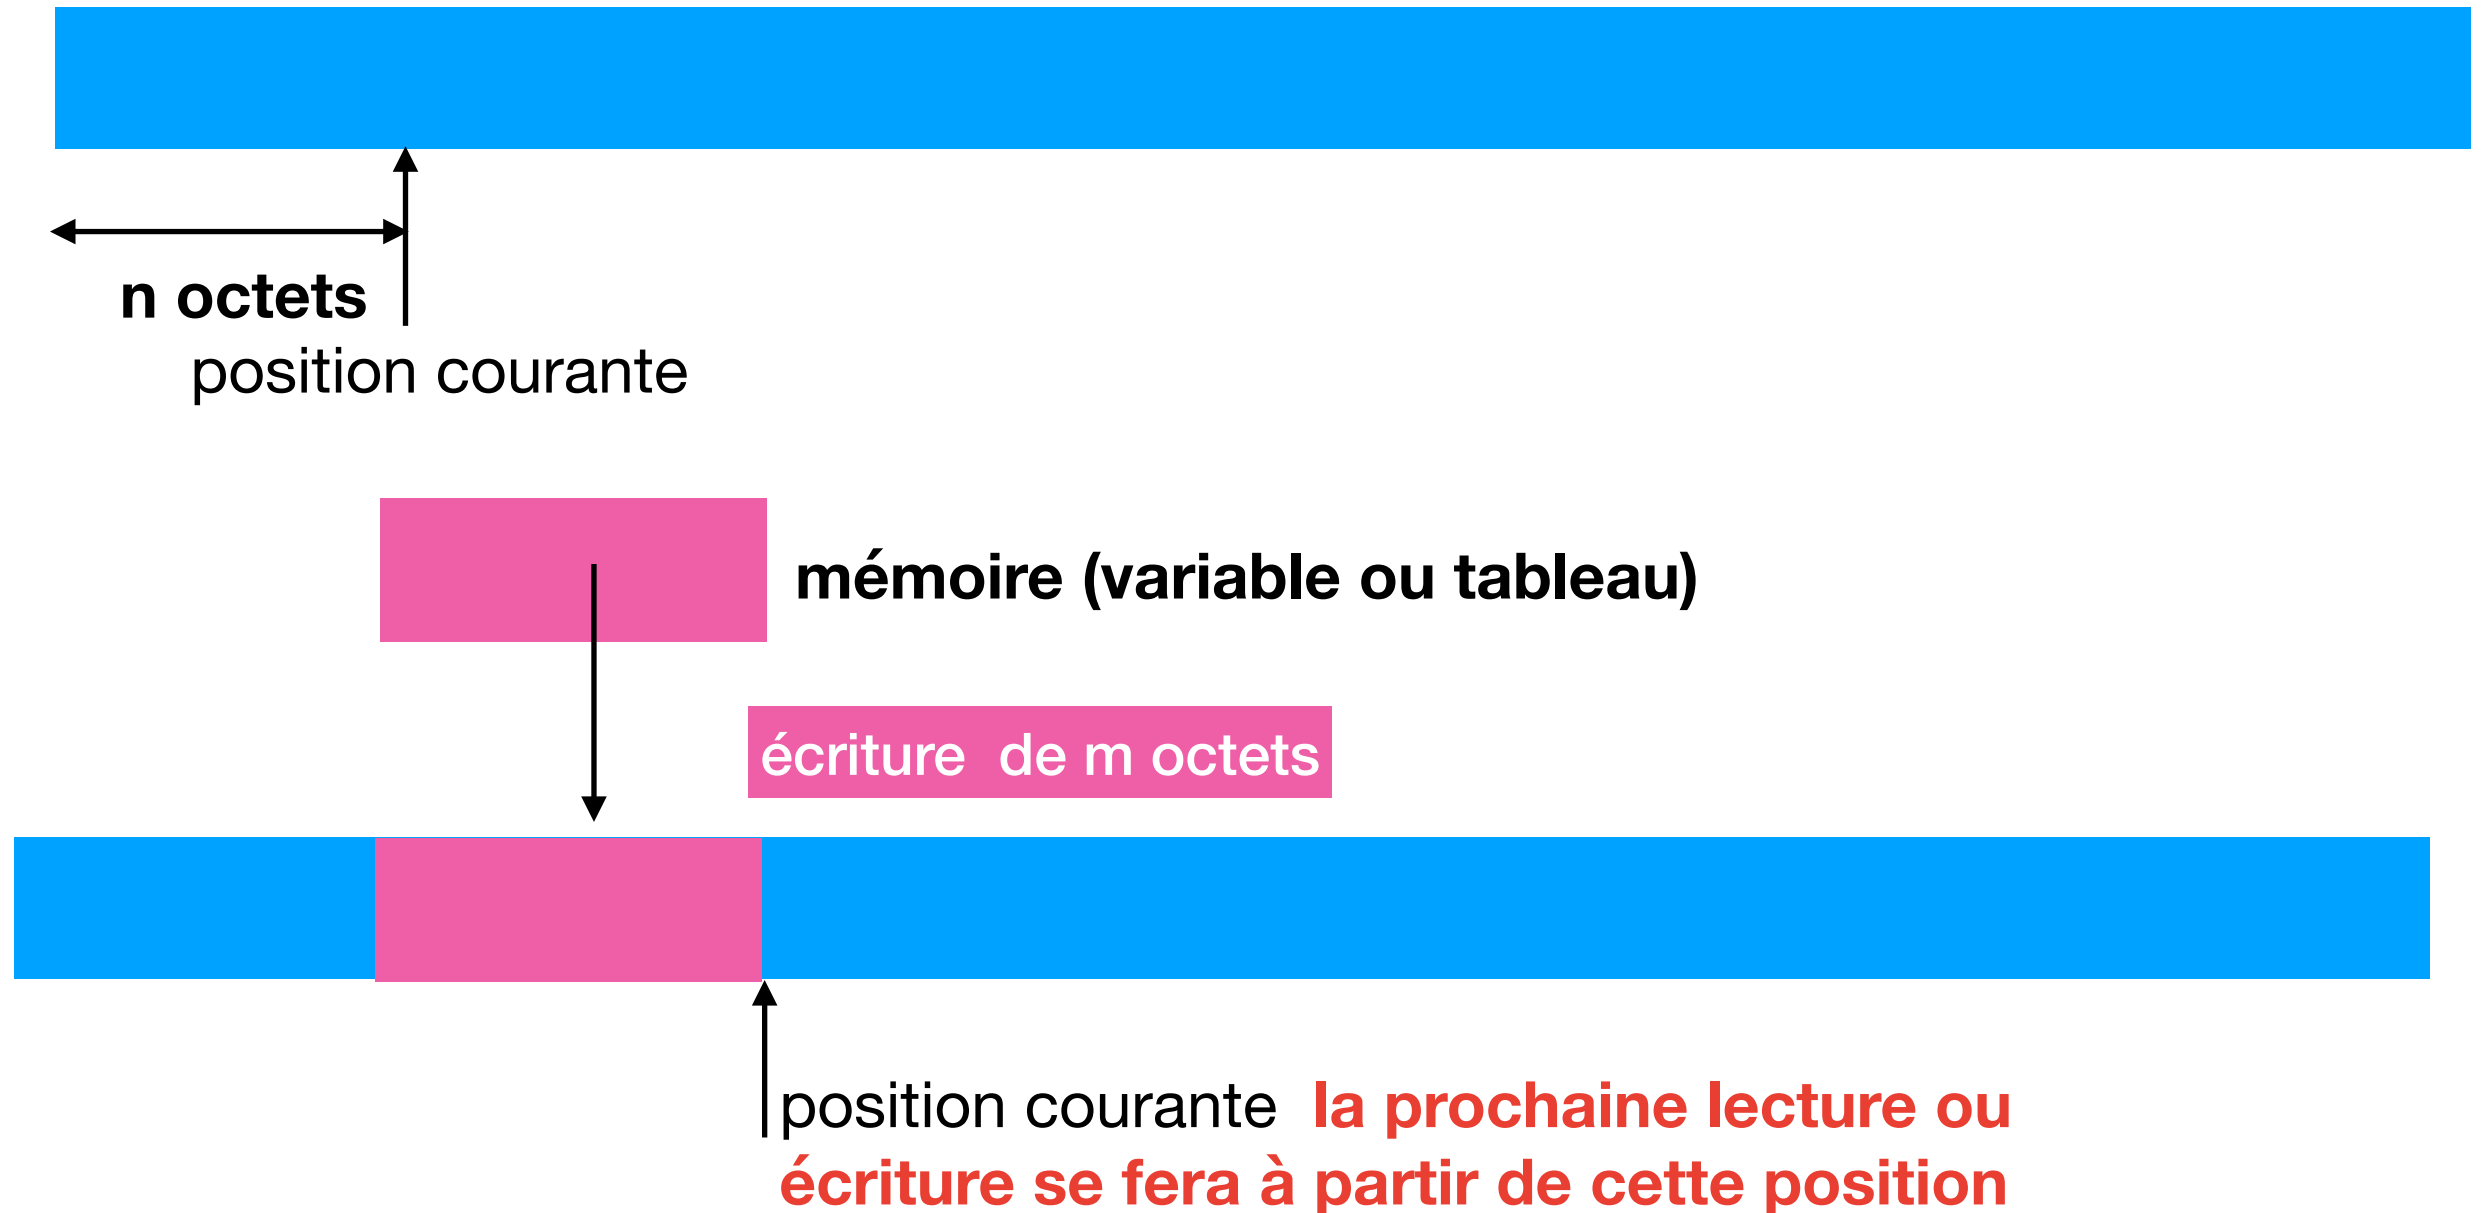 n octets
position courante
mémoire (variable ou tableau)
écriture  de m octets
position courante  la prochaine lecture ou
écriture se fera à partir de cette position